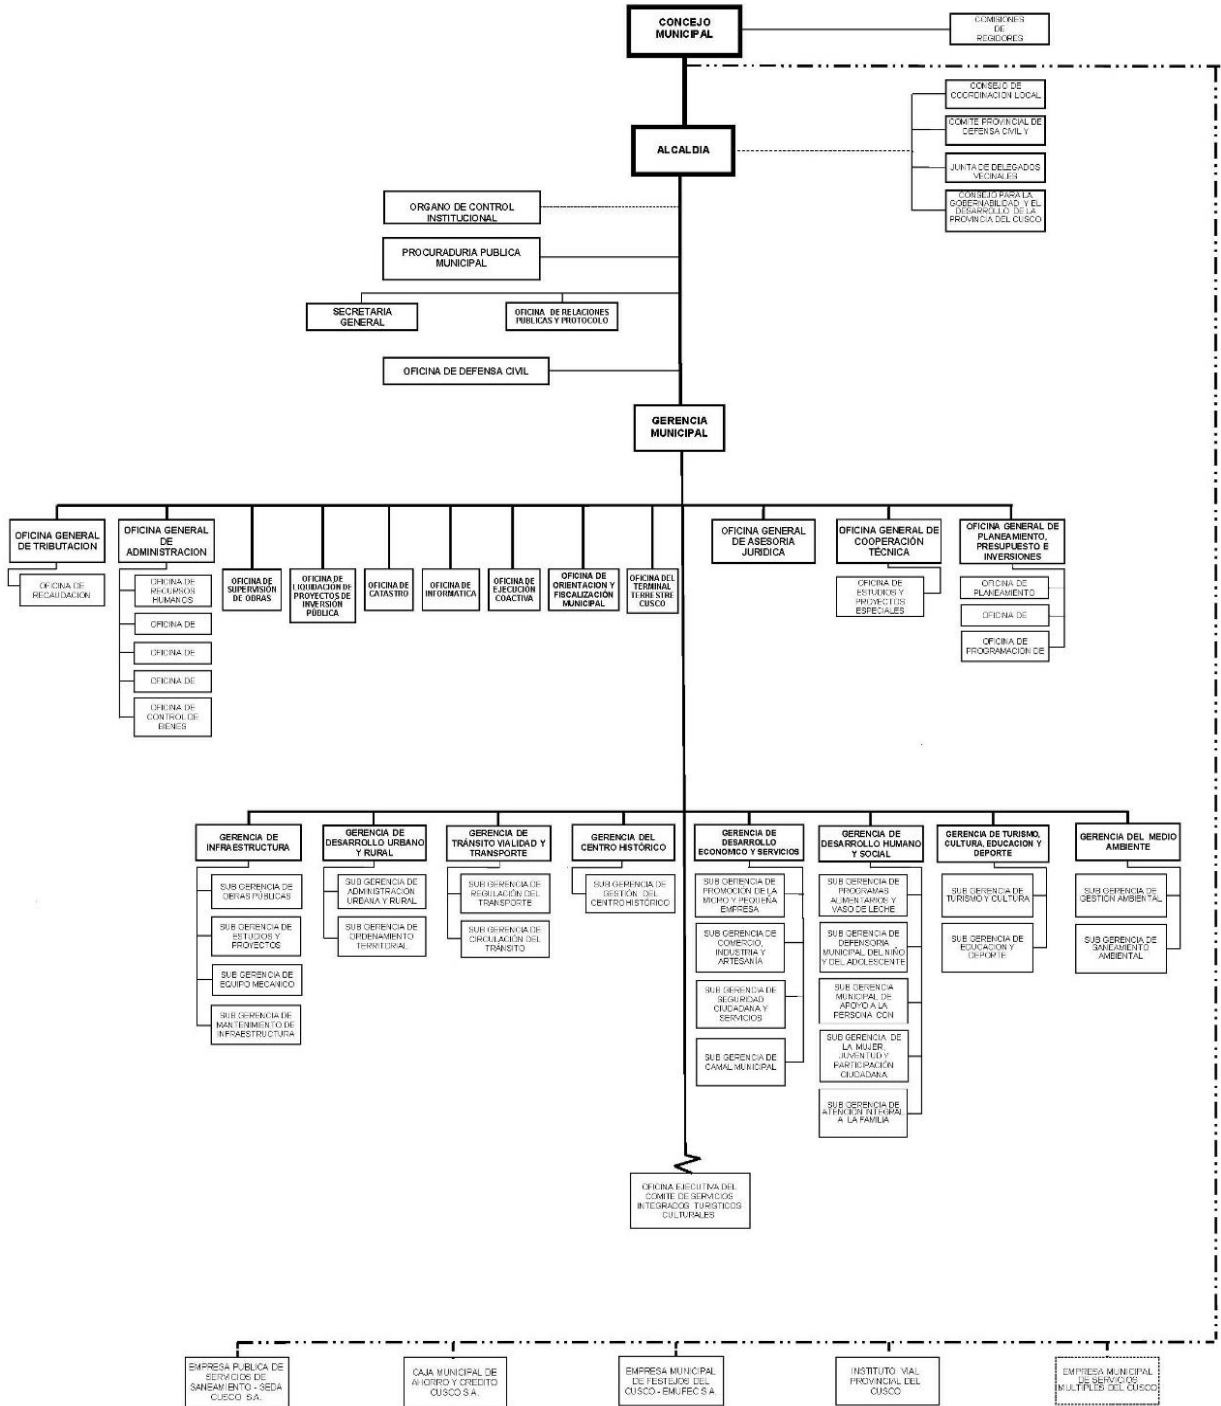 CONCEJO
MUNICIPAL
COMISIONES
DE
REGIDORES
CONSEJO DE
COORDINACION LOCAL
COMITE PROVINCIAL DE
DEFENSA CIVIL Y
ALCALDIA
JUNTA DE DELEGADOS
VECINALES
CONSEJO PARA LA
GOBERNABILIDAD Y EL
DESARROLLO DE LA
PROVINCIA DEL CUSCO
ORGANO DE CONTROL
INSTITUCIONAL
PROCURADURIA PUBLICA
MUNICIPAL
SECRETARIA
GENERAL
OFICINA DE RELACIONES
PUBLICAS Y PROTOCOLO
OFICINA DE DEFENSA CIVIL
GERENCIA
MUNICIPAL
OFICINA GENERAL
DE TRIBUTACION
OFICINA DE
RECAUDACION
OFICINA GENERAL
DE
ADMINISTRACION
OFICINA DE
RECURSOS
HUMANOS
OFICINA DE
OFICINA DE
OFICINA DE
OFICINA DE
CONTROL DE
BIENES
OFICINA DE
SUPERVISIÓN
DE OBRAS
OFICINA DE
LIQUIDACIÓN DE
PROYECTOS DE
INVERSIÓN
PÚBLICA
OFICINA DE
CATASTRO
OFICINA DE
INFORMATICA
OFICINA DE
EJECUCIÓN
COACTIVA
OFICINA DE
ORIENTACION Y
FISCALIZACIÓN
MUNICIPAL
OFICINA DEL
TERMINAL
TERRESTRE
CUSCO
OFICINA GENERAL
DE ASESORIA
JURIDICA
OFICINA GENERAL DE
COOPERACIÓN
TÉCNICA
OFICINA DE
ESTUDIOS Y
PROYECTOS
ESPECIALES
OFICINA GENERAL DE
PLANEAMIENTO,
PRESUPUESTO E
INVERSIONES
OFICINA DE
PLANEAMIENTO
OFICINA DE
OFICINA DE
PROGRAMACION DE
GERENCIA DE
INFRAESTRUCTURA
SUB GERENCIA DE
OBRAS PÚBLICAS
SUB GERENCIA DE
ESTUDIOS Y
PROYECTOS
SUB GERENCIA DE
EQUIPO MECANICO
SUB GERENCIA DE
MANTENIMIENTO DE
INFRAESTRUCTURA
GERENCIA DE
DESARROLLO URBANO
Y RURAL
SUB GERENCIA DE
ADMINISTRACION
URBANA Y RURAL
SUB GERENCIA DE
ORDENAMIENTO
TERRITORIAL
GERENCIA DE
TRÁNSITO VIALIDAD Y
TRANSPORTE
SUB GERENCIA DE
REGULACIÓN DEL
TRANSPORTE
SUB GERENCIA DE
CIRCULACIÓN DEL
TRÁNSITO
GERENCIA DEL
CENTRO HISTÓRICO
SUB GERENCIA DE
GESTIÓN DEL
CENTRO HISTÓRICO
GERENCIA DE
DESARROLLO
ECONOMICO Y SERVICIOS
SUB GERENCIA DE
PROMOCIÓN DE LA
MICRO Y PEQUEÑA
EMPRESA
SUB GERENCIA DE
COMERCIO,
INDUSTRIA Y
ARTESANÍA
SUB GERENCIA DE
SEGURIDAD
CIUDADANA Y
SERVICIOS
SUB GERENCIA DE
CAMAL MUNICIPAL
GERENCIA DE
DESARROLLO HUMANO
Y SOCIAL
SUB GERENCIA DE
PROGRAMAS
ALIMENTARIOS Y
VASO DE LECHE
SUB GERENCIA DE
DEFENSORIA
MUNICIPAL DEL NIÑO
Y DEL ADOLESCENTE
SUB GERENCIA
MUNICIPAL DE
APOYO A LA
PERSONA CON
SUB GERENCIA DE
LA MUJER,
JUVENTUD Y
PARTICIPACIÓN
CIUDADANA
SUB GERENCIA DE
ATENCIÓN INTEGRAL
A LA FAMILIA
GERENCIA DE TURISMO,
CULTURA, EDUCACION Y
DEPORTE
SUB GERENCIA DE
TURISMO Y CULTURA
SUB GERENCIA DE
EDUCACION Y
DEPORTE
GERENCIA DEL MEDIO
AMBIENTE
SUB GERENCIA DE
GESTION AMBIENTAL
SUB GERENCIA DE
SANEAMIENTO
AMBIENTAL
OFICINA EJECUTIVA DEL
COMITE DE SERVICIOS
INTEGRADOS TURISTICOS
CULTURALES
EMPRESA PUBLICA DE
SERVICIOS DE
SANEAMIENTO - SEDA
CUSCO S.A.
CAJA MUNICIPAL DE
AHORRO Y CREDITO
CUSCO S.A.
EMPRESA MUNICIPAL
DE FESTEJOS DEL
CUSCO - EMUFEC S.A.
INSTITUTO VIAL
PROVINCIAL DEL
CUSCO
EMPRESA MUNICIPAL
DE SERVICIOS
MULTIPLES DEL CUSCO